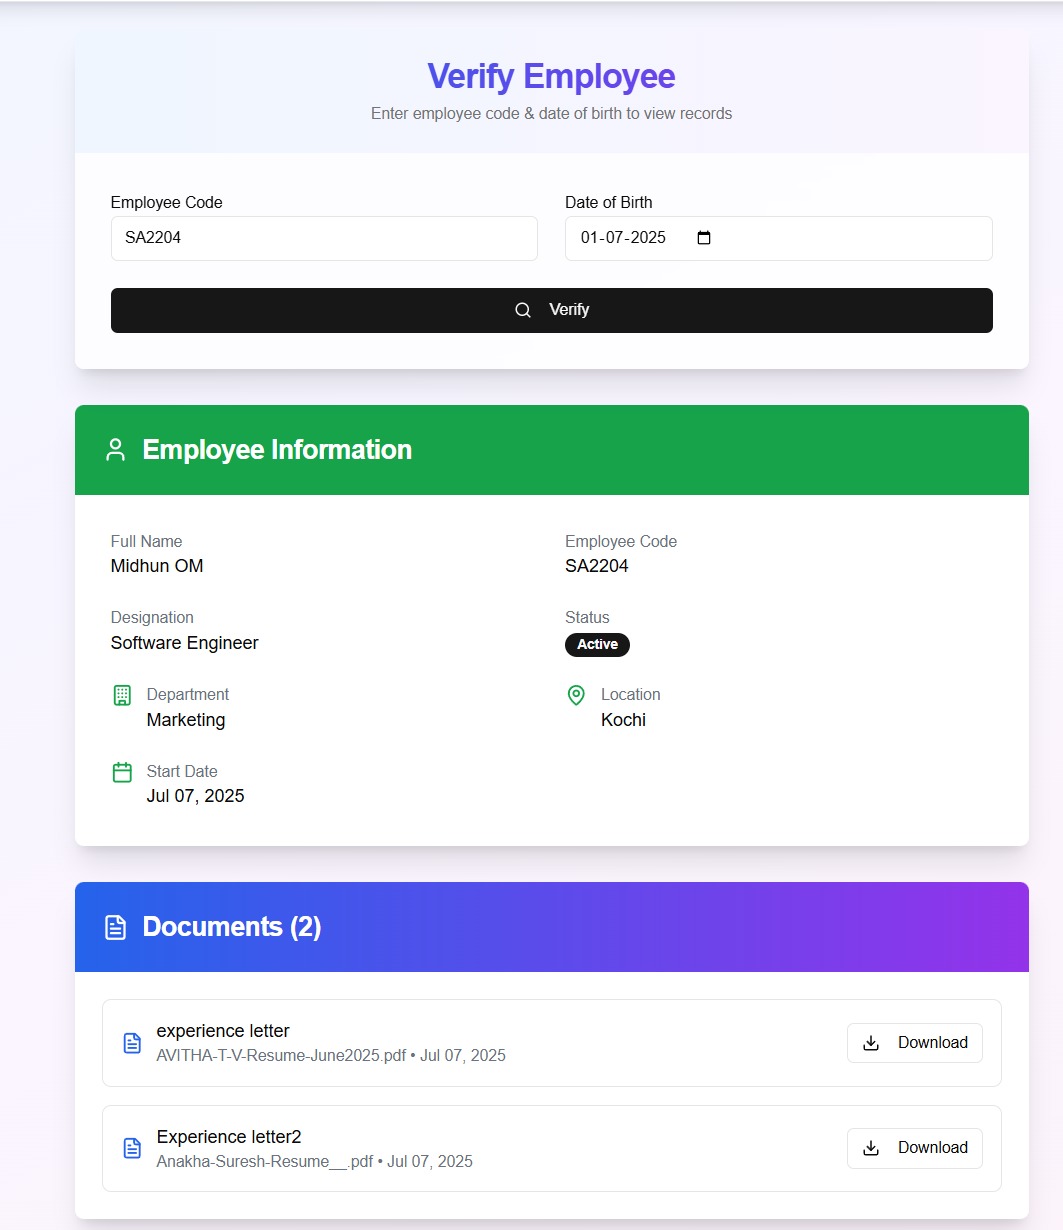 Verify Employee
Enter employee code & date of birth to view records
Employee Code
Date of Birth
SA2204
01-07-2025
Verify
Employee Information
Full Name
Midhun OM
Employee Code
SA2204
Designation
Software Engineer
Status
Active
Department
Marketing
Location
Kochi
Start Date
Jul 07, 2025
Documents (2)
experience letter
AVITHA-T-V-Resume-June2025.pdf • Jul 07, 2025
Download
Experience letter2
Anakha-Suresh-Resume__.pdf • Jul 07, 2025
Download